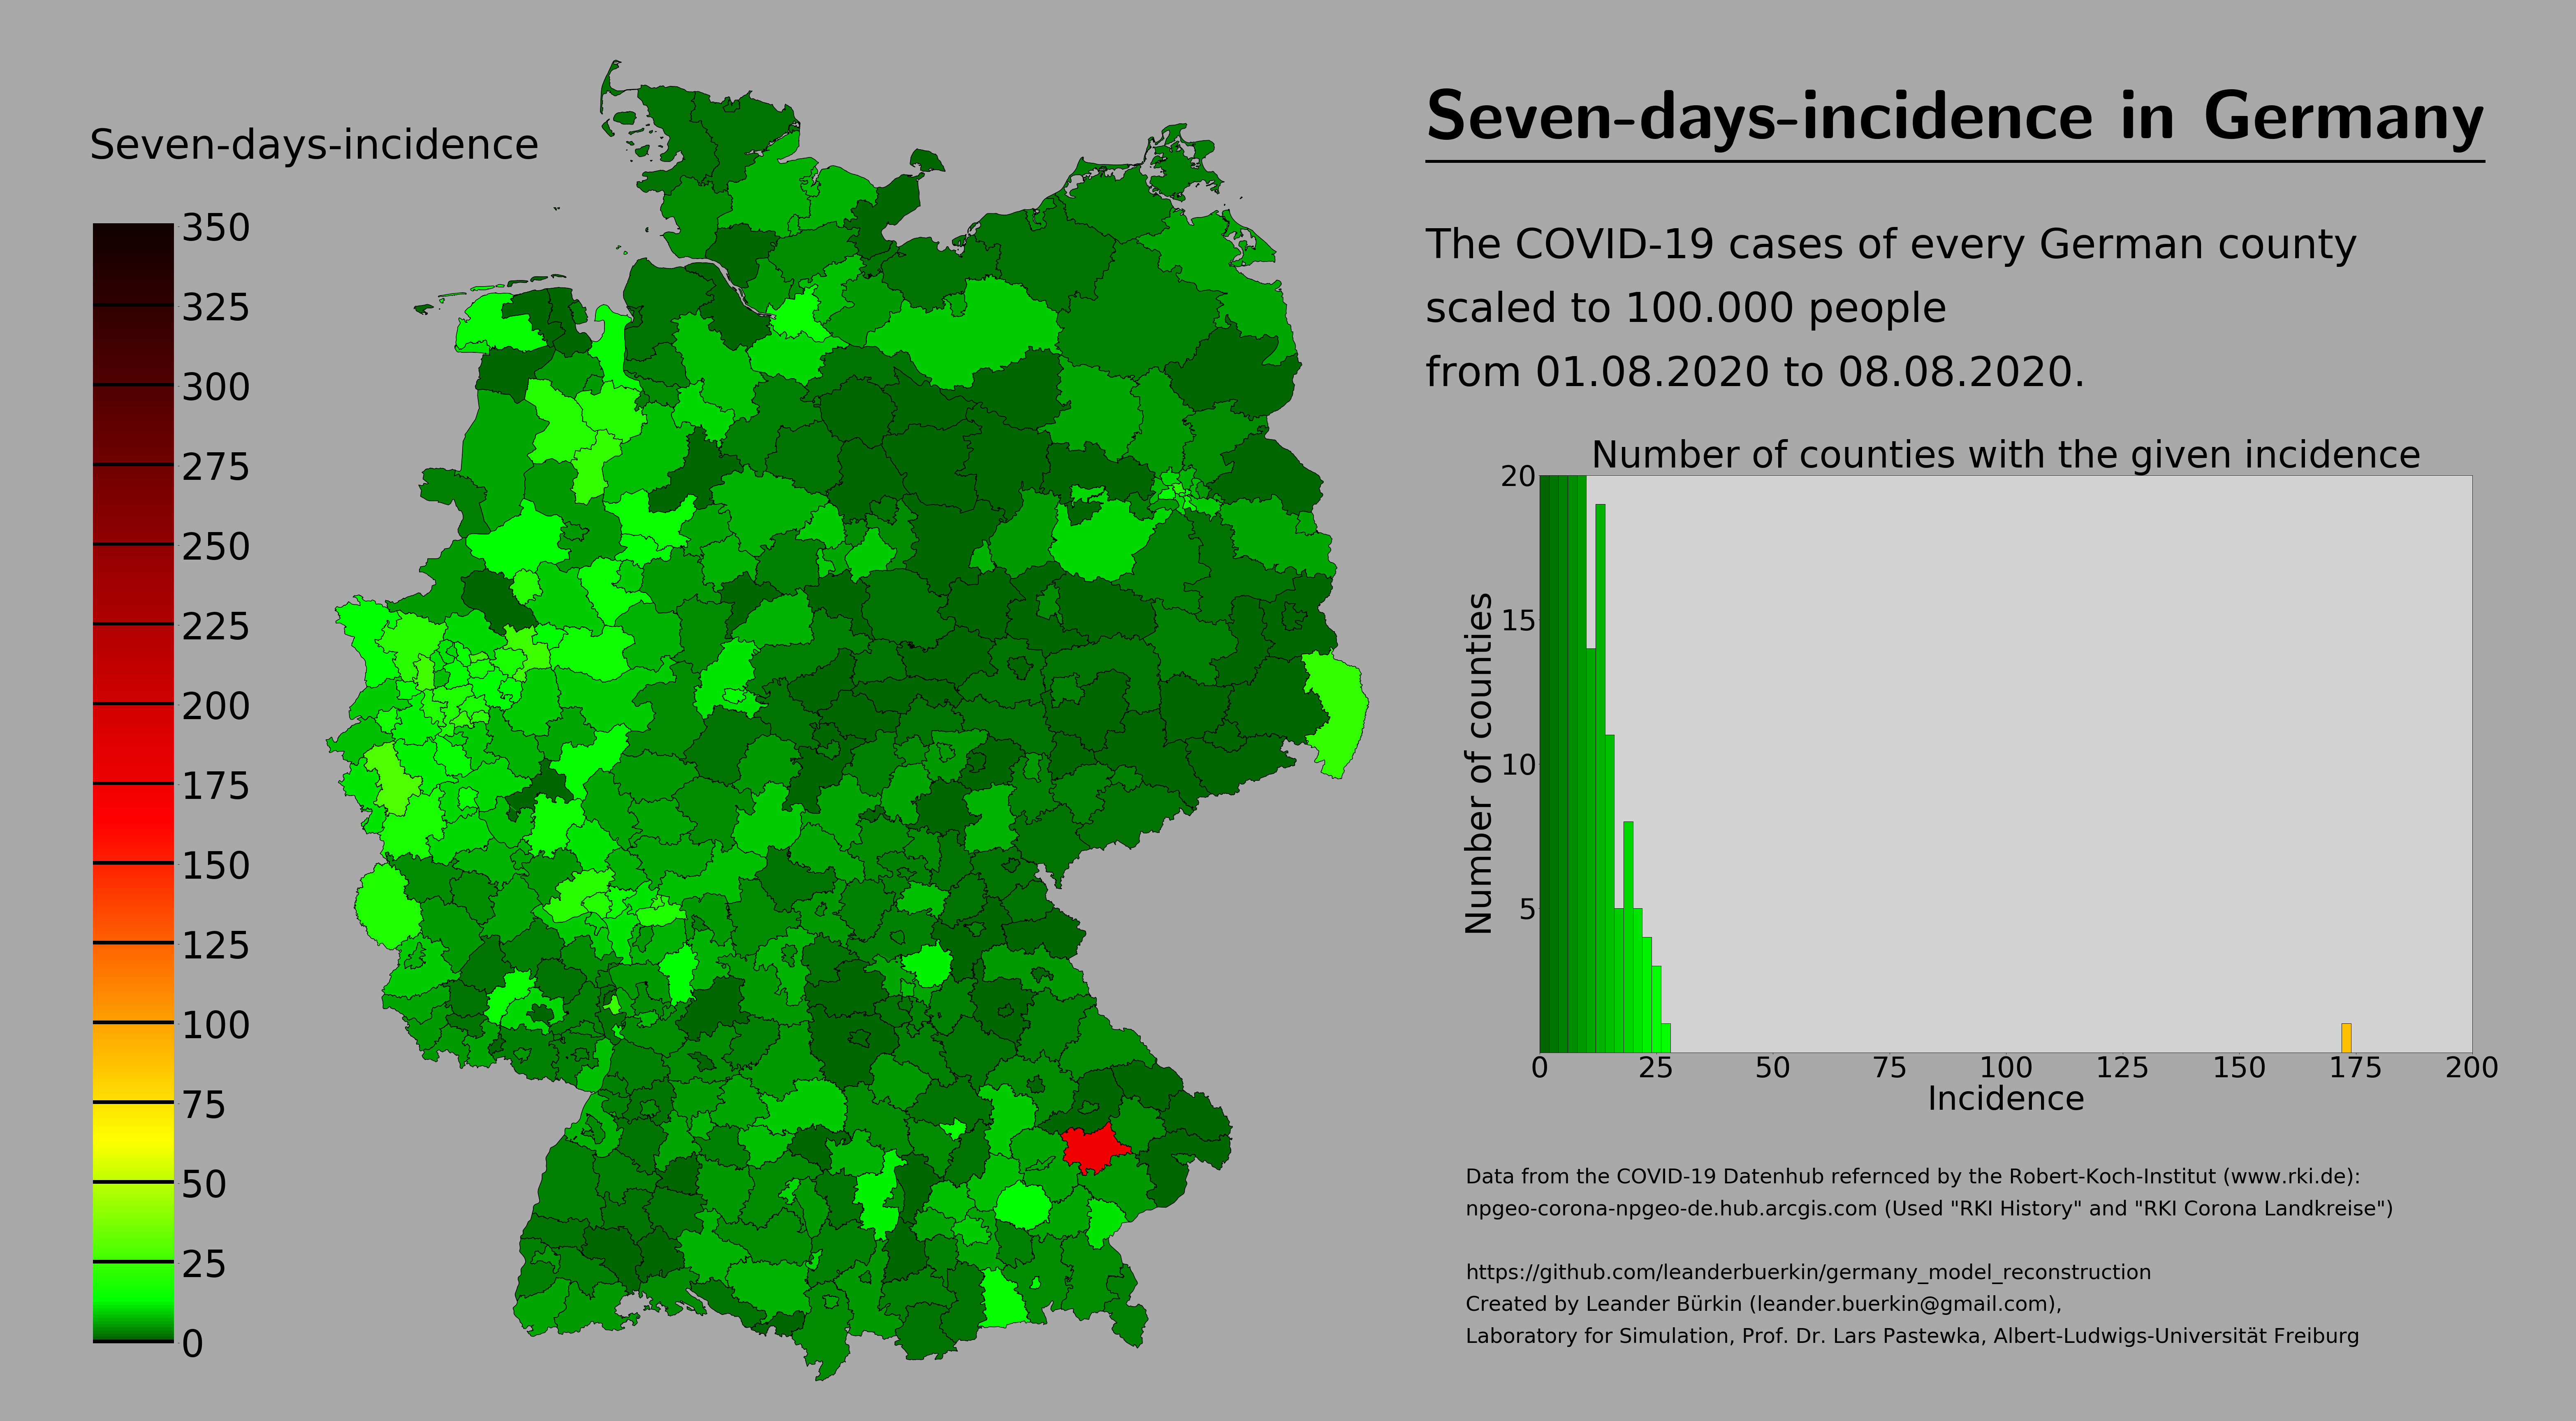 Seven-days-incidence
350
325
300
275
250
225
200
175
150
125
100
75
50
25
0
Seven-days-incidence in Germany
The COVID-19 cases of every German county
scaled to 100.000 people
from 01.08.2020 to 08.08.2020.
Number of counties with the given incidence
Number of counties
20
15
10
5
0 25 50 75 100 125 150 175 200
Incidence
Data from the COVID-19 Datenhub refernced by the Robert-Koch-Institut (www.rki.de):
npgeo-corona-npgeo-de.hub.arcgis.com (Used "RKI History" and "RKI Corona Landkreise")
https://github.com/leanderbuerkin/germany_model_reconstruction
Created by Leander Bürkin (leander.buerkin@gmail.com),
Laboratory for Simulation, Prof. Dr. Lars Pastewka, Albert-Ludwigs-Universität Freiburg